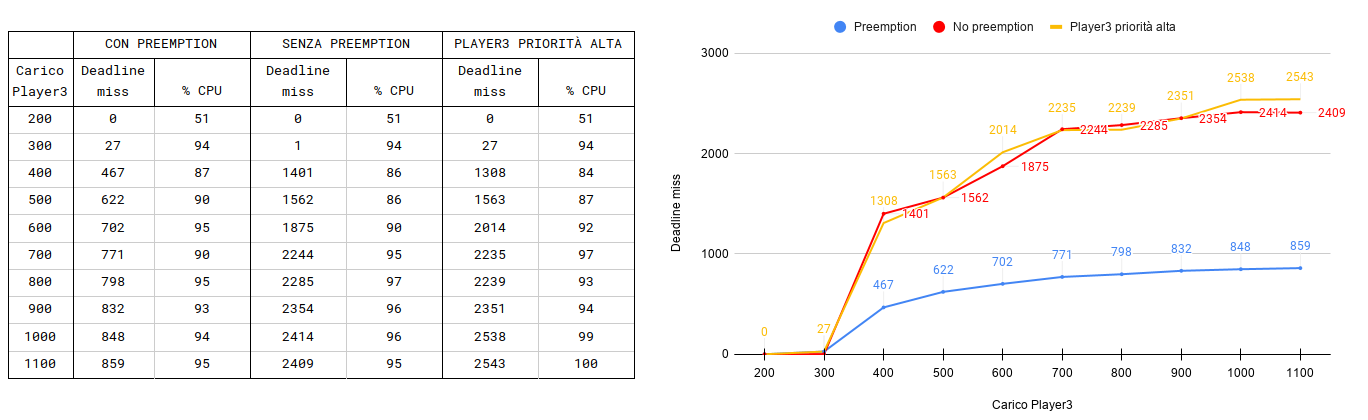 CON PREEMPTION SENZA PREEMPTION PLAYER3 PRIORITÀ ALTA
Carico Player3 Deadline miss % CPU Deadline miss % CPU Deadline miss % CPU
200 0 51 0 51 0 51
300 27 94 1 94 27 94
400 467 87 1401 86 1308 84
500 622 90 1562 86 1563 87
600 702 95 1875 90 2014 92
700 771 90 2244 95 2235 97
800 798 95 2285 97 2239 93
900 832 93 2354 96 2351 94
1000 848 94 2414 96 2538 99
1100 859 95 2409 95 2543 100
Preemption No preemption Player3 priorità alta
Deadline miss
3000
2000
1000
0
0 27 1308 1563 2014 2235 2239 2351 2538 2543
1401 1562 1875 2244 2285 2354 2414 2409
467 622 702 771 798 832 848 859
200 300 400 500 600 700 800 900 1000 1100
Carico Player3